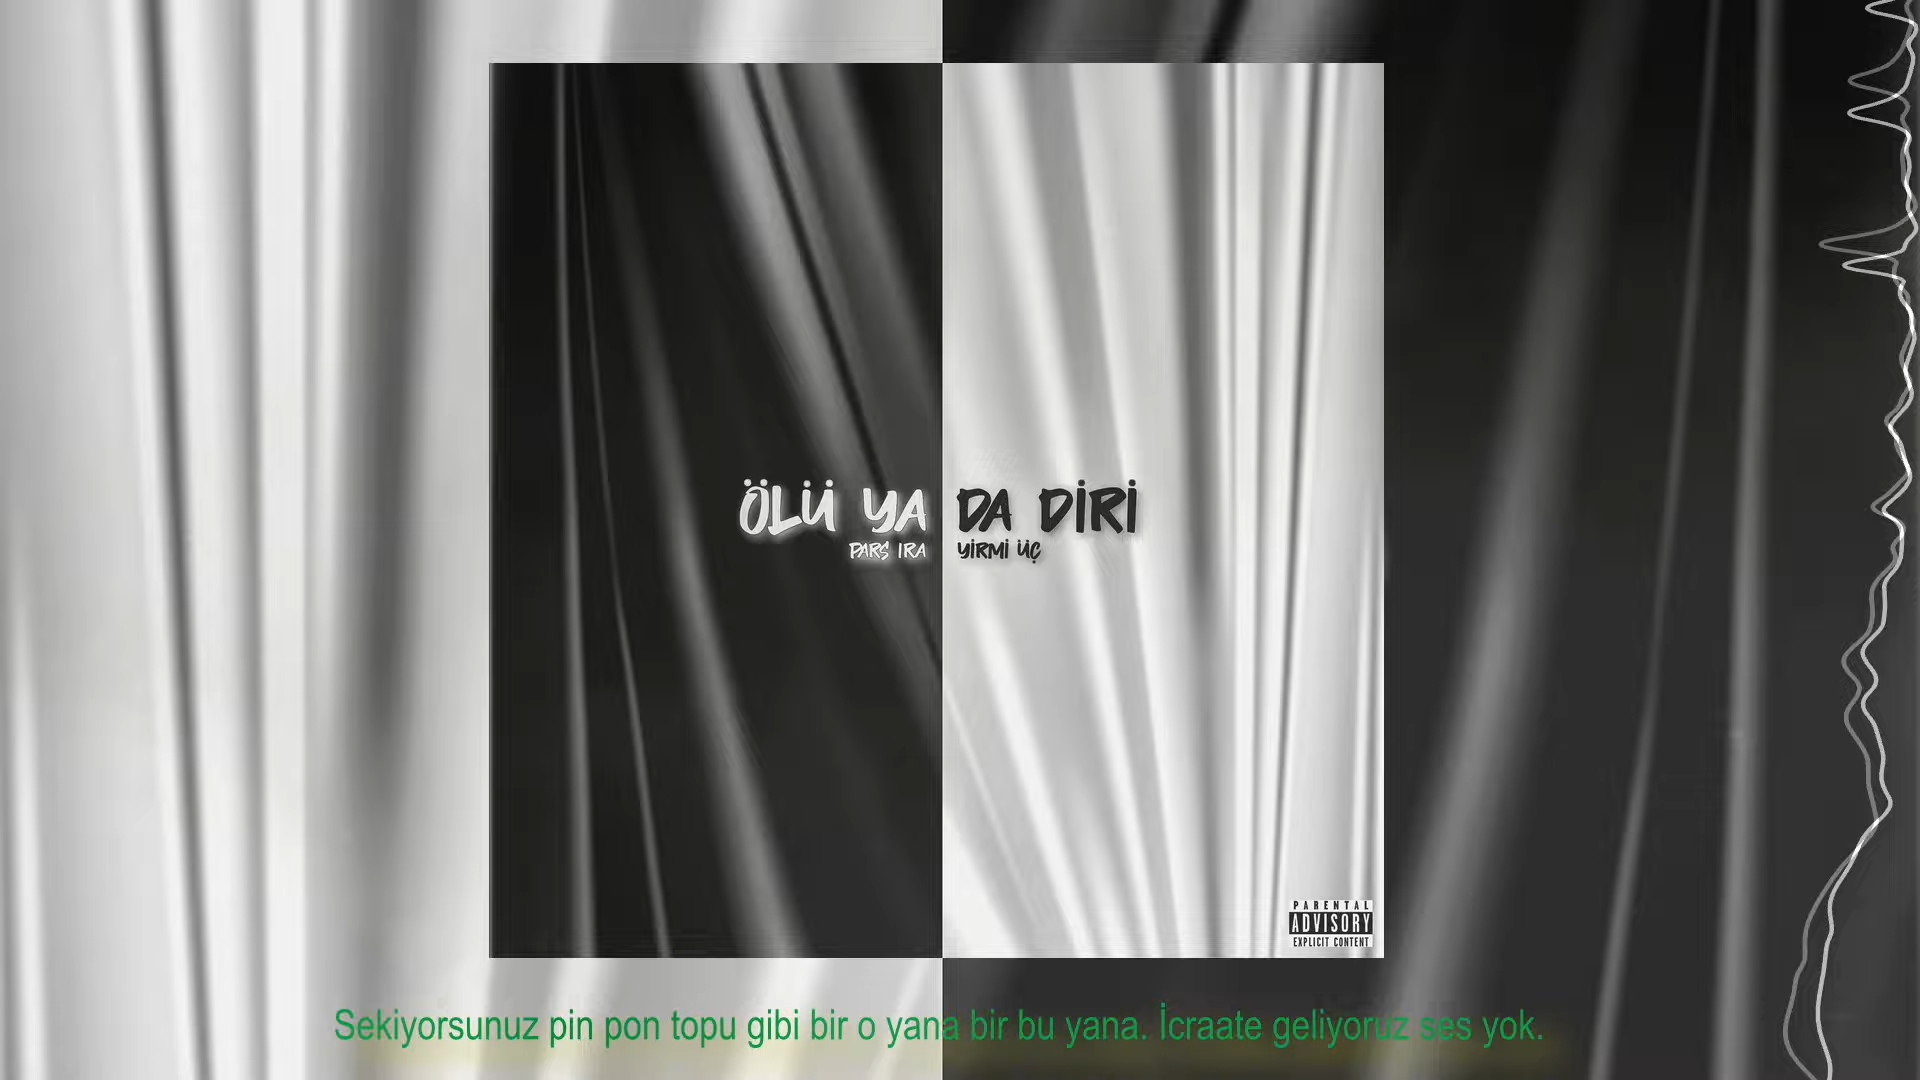 ÖLÜ YA DA DİRİ
PARS IRA YİRMİ ÜÇ
PARENTAL
ADVISORY
EXPLICIT CONTENT
Sekiyorsunuz pin pon topu gibi bir o yana bir bu yana. İcraate geliyoruz ses yok.